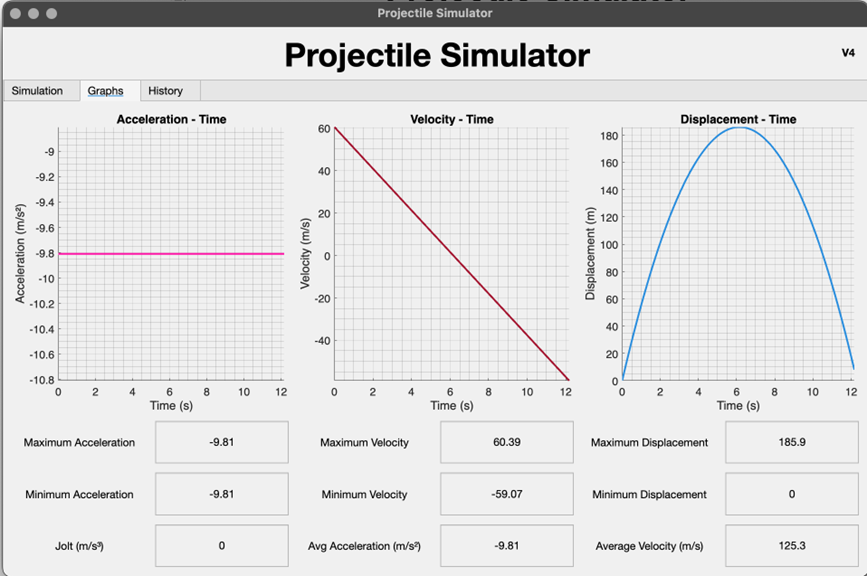 Projectile Simulator
Projectile Simulator
V4
Simulation Graphs History
Acceleration - Time
Velocity - Time
Displacement - Time
Acceleration (m/s²)
-9
-9.2
-9.4
-9.6
-9.8
-10
-10.2
-10.4
-10.6
-10.8
0 2 4 6 8 10 12
Time (s)
Velocity (m/s)
60
40
20
0
-20
-40
0 2 4 6 8 10 12
Time (s)
Displacement (m)
180
160
140
120
100
80
60
40
20
0
0 2 4 6 8 10 12
Time (s)
Maximum Acceleration -9.81 Maximum Velocity 60.39 Maximum Displacement 185.9
Minimum Acceleration -9.81 Minimum Velocity -59.07 Minimum Displacement 0
Jolt (m/s³) 0 Avg Acceleration (m/s²) -9.81 Average Velocity (m/s) 125.3